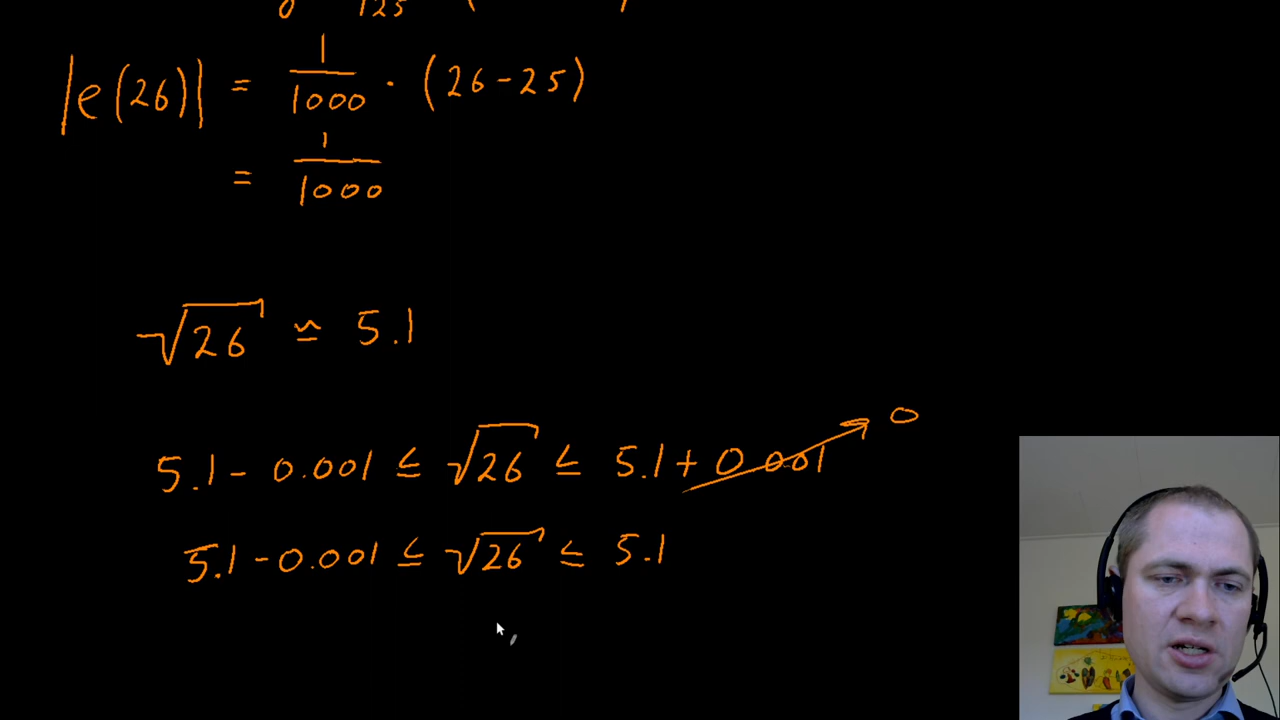 125 (
|e(26)| = 1/1000 · (26-25)
= 1/1000
√26 ≃ 5.1
5.1 - 0.001 ≤ √26 ≤ 5.1 + 0.001 → 0
5.1 - 0.001 ≤ √26 ≤ 5.1